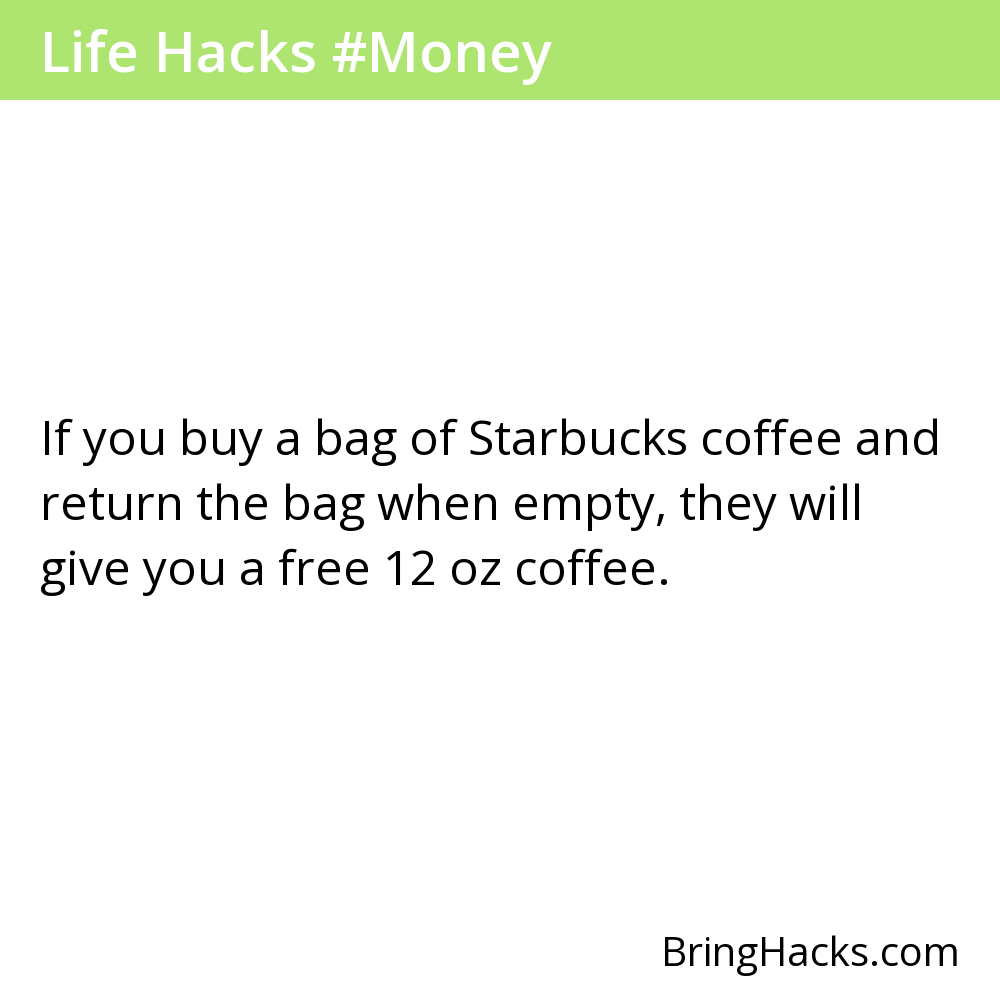 Life Hacks #Money
If you buy a bag of Starbucks coffee and
return the bag when empty, they will
give you a free 12 oz coffee.
BringHacks.com